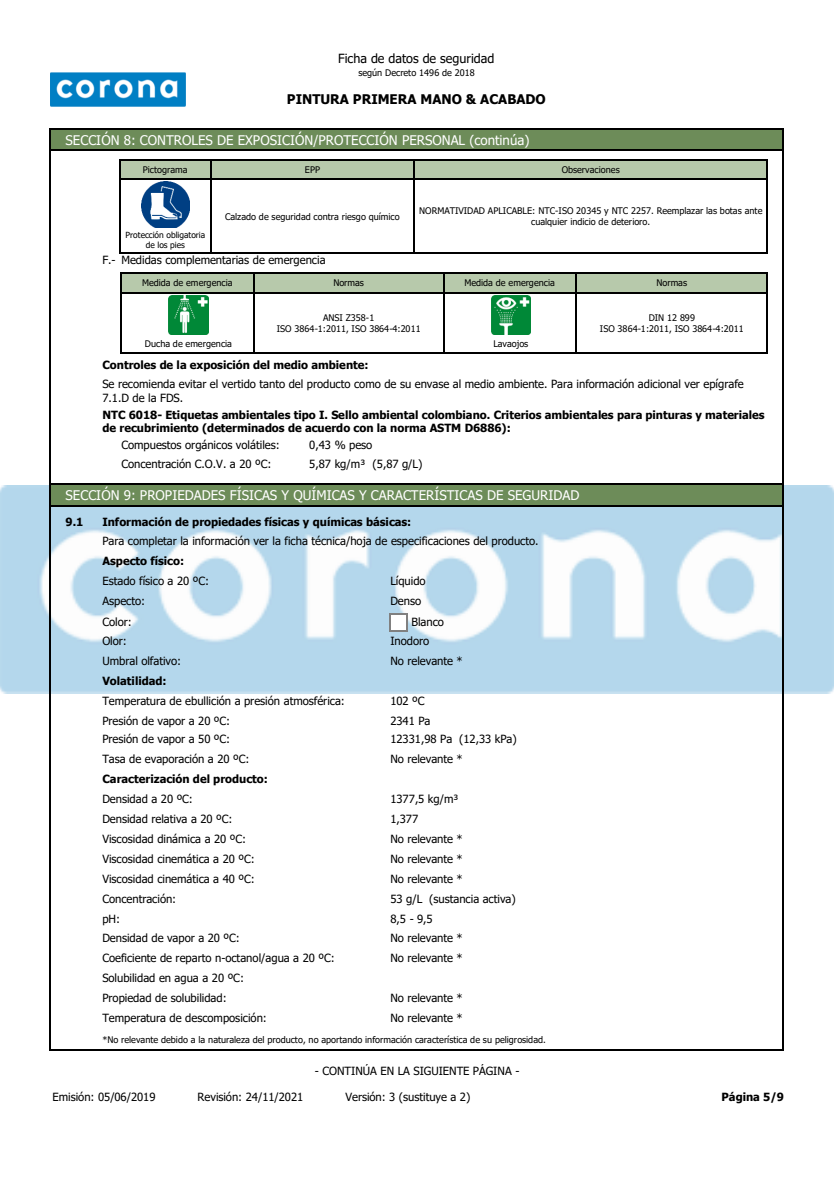 Ficha de datos de seguridad
según Decreto 1496 de 2018
corona
PINTURA PRIMERA MANO & ACABADO
SECCIÓN 8: CONTROLES DE EXPOSICIÓN/PROTECCIÓN PERSONAL (continúa)
Pictograma EPP Observaciones
Protección obligatoria de los pies
Calzado de seguridad contra riesgo químico
NORMATIVIDAD APLICABLE: NTC-ISO 20345 y NTC 2257. Reemplazar las botas ante
cualquier indicio de deterioro.
F.- Medidas complementarias de emergencia
Medida de emergencia Normas Medida de emergencia Normas
Ducha de emergencia
ANSI Z358-1
ISO 3864-1:2011, ISO 3864-4:2011
Lavaojos
DIN 12 899
ISO 3864-1:2011, ISO 3864-4:2011
Controles de la exposición del medio ambiente:
Se recomienda evitar el vertido tanto del producto como de su envase al medio ambiente. Para información adicional ver epígrafe
7.1.D de la FDS.
NTC 6018- Etiquetas ambientales tipo I. Sello ambiental colombiano. Criterios ambientales para pinturas y materiales
de recubrimiento (determinados de acuerdo con la norma ASTM D6886):
Compuestos orgánicos volátiles: 0,43 % peso
Concentración C.O.V. a 20 ºC: 5,87 kg/m³ (5,87 g/L)
SECCIÓN 9: PROPIEDADES FÍSICAS Y QUÍMICAS Y CARACTERÍSTICAS DE SEGURIDAD
corona
9.1 Información de propiedades físicas y químicas básicas:
Para completar la información ver la ficha técnica/hoja de especificaciones del producto.
Aspecto físico:
Estado físico a 20 ºC: Líquido
Aspecto: Denso
Color: Blanco
Olor: Inodoro
Umbral olfativo: No relevante *
Volatilidad:
Temperatura de ebullición a presión atmosférica: 102 ºC
Presión de vapor a 20 ºC: 2341 Pa
Presión de vapor a 50 ºC: 12331,98 Pa (12,33 kPa)
Tasa de evaporación a 20 ºC: No relevante *
Caracterización del producto:
Densidad a 20 ºC: 1377,5 kg/m³
Densidad relativa a 20 ºC: 1,377
Viscosidad dinámica a 20 ºC: No relevante *
Viscosidad cinemática a 20 ºC: No relevante *
Viscosidad cinemática a 40 ºC: No relevante *
Concentración: 53 g/L (sustancia activa)
pH: 8,5 - 9,5
Densidad de vapor a 20 ºC: No relevante *
Coeficiente de reparto n-octanol/agua a 20 ºC: No relevante *
Solubilidad en agua a 20 ºC:
Propiedad de solubilidad: No relevante *
Temperatura de descomposición: No relevante *
*No relevante debido a la naturaleza del producto, no aportando información característica de su peligrosidad.
- CONTINÚA EN LA SIGUIENTE PÁGINA -
Emisión: 05/06/2019 Revisión: 24/11/2021 Versión: 3 (sustituye a 2) Página 5/9